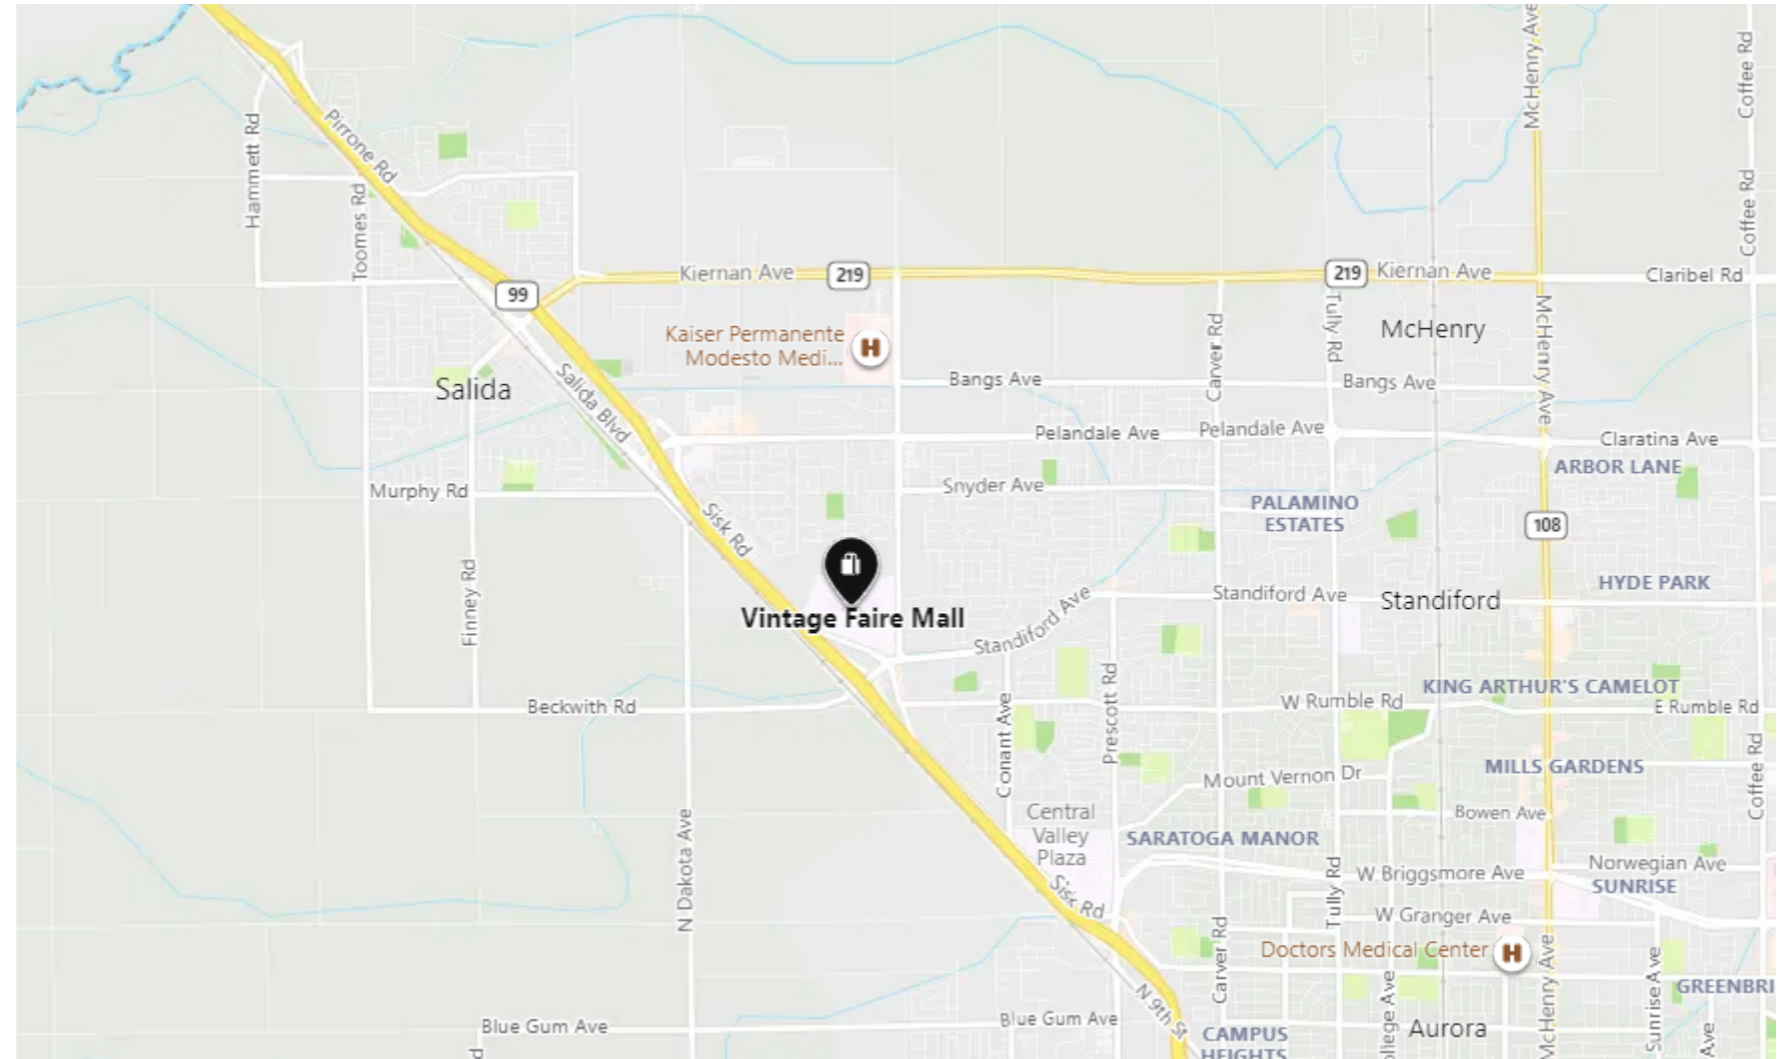 McHenry Ave
Coffee Rd
Hammett Rd
Pirrone Rd
Toomes Rd
Coffee Rd
Kiernan Ave
219
219
Kiernan Ave
Claribel Rd
99
Kaiser Permanente
Modesto Medi...
Carver Rd
Tully Rd
McHenry
McHenry Ave
Salida
Salida Blvd
Bangs Ave
Bangs Ave
Pelandale Ave
Pelandale Ave
Claratina Ave
ARBOR LANE
Murphy Rd
Snyder Ave
PALAMINO
ESTATES
Sisk Rd
108
Finney Rd
Vintage Faire Mall
Standiford Ave
Standiford Ave
Standiford
HYDE PARK
Beckwith Rd
Conant Ave
Prescott Rd
W Rumble Rd
KING ARTHUR'S CAMELOT
E Rumble Rd
Mount Vernon Dr
MILLS GARDENS
Coffee Rd
N Dakota Ave
Central
Valley
Plaza
Bowen Ave
SARATOGA MANOR
Sisk Rd
Tully Rd
W Briggsmore Ave
Norwegian Ave
SUNRISE
W Granger Ave
Doctors Medical Center
Carver Rd
McHenry Ave
Sunrise Ave
GREENBRI
N 9th St
llege Ave
Blue Gum Ave
Blue Gum Ave
CAMPUS
HEIGHTS
Aurora
Ave
d